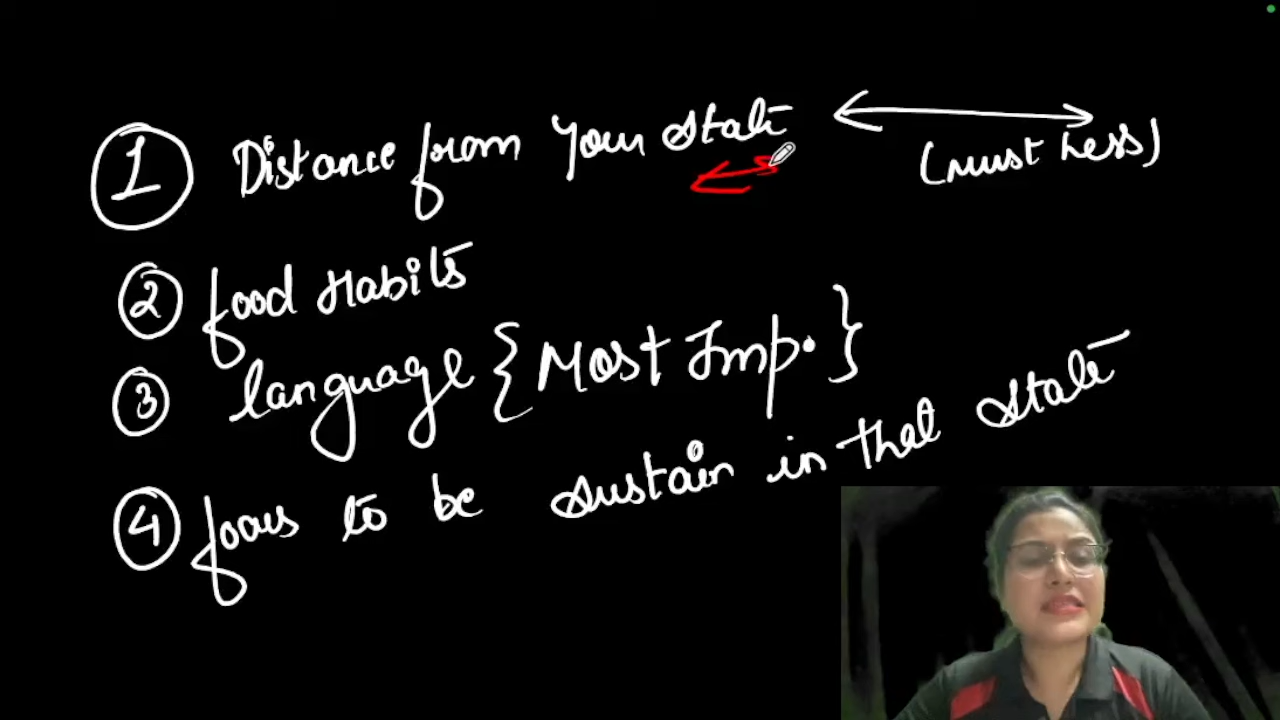 1 Distance from Your State (must Less)
2 food Habits
3 language {Most Imp.}
4 focus to be sustain in that State